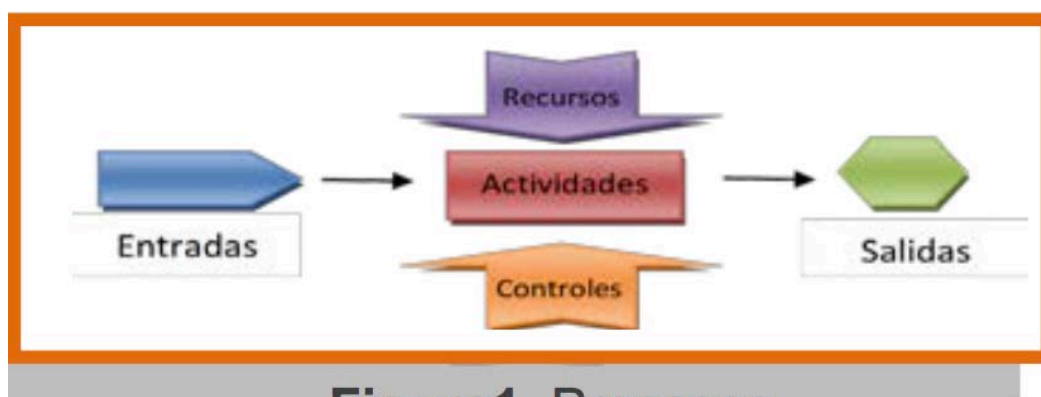 Recursos
Actividades
Entradas
Salidas
Controles